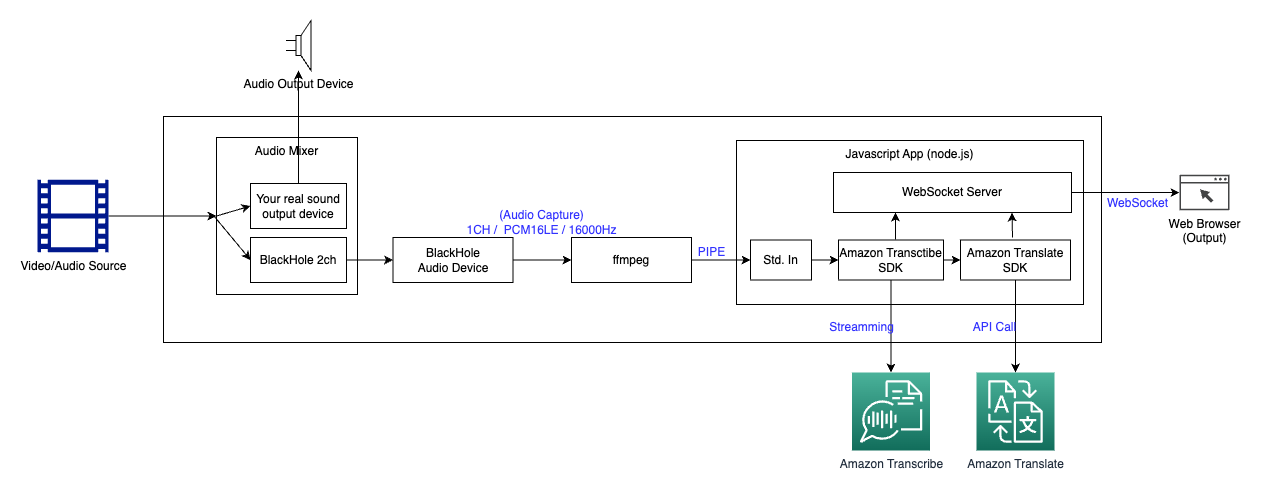 Audio Output Device
Audio Mixer
Your real sound
output device
BlackHole 2ch
Video/Audio Source
(Audio Capture)
1CH / PCM16LE / 16000Hz
BlackHole
Audio Device
ffmpeg
PIPE
Javascript App (node.js)
WebSocket Server
Std. In
Amazon Transctibe
SDK
Amazon Translate
SDK
WebSocket
Web Browser
(Output)
Streamming
API Call
A
文
Amazon Transcribe
Amazon Translate